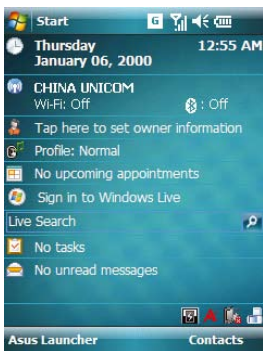 Start G
Thursday 12:55 AM
January 06, 2000
CHINA UNICOM
Wi-Fi: Off : Off
Tap here to set owner information
Profile: Normal
No upcoming appointments
Sign in to Windows Live
Live Search
No tasks
No unread messages
A
Asus Launcher Contacts